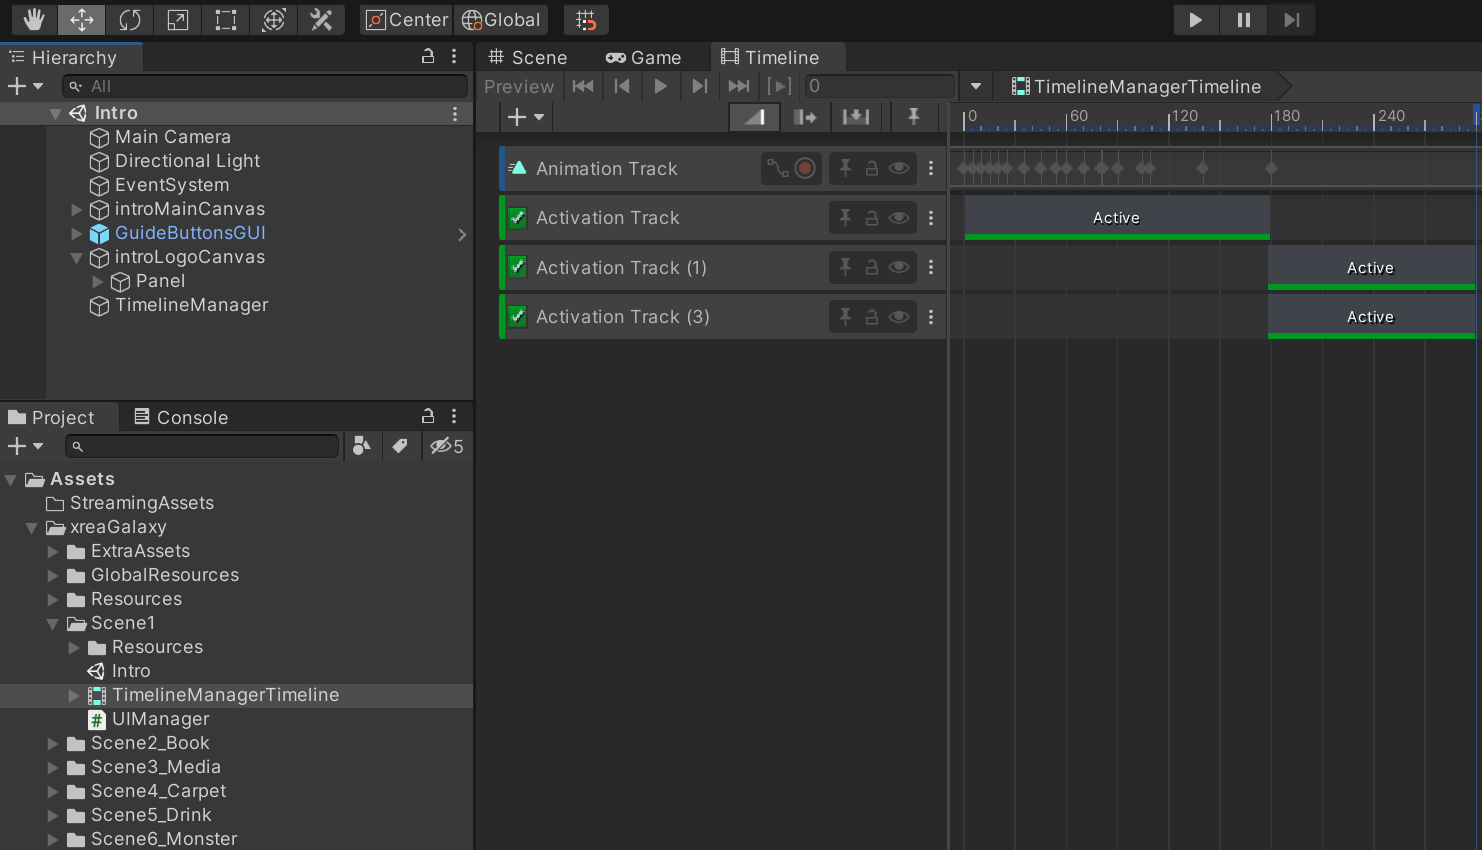 Center Global
Hierarchy
All
Intro
Main Camera
Directional Light
EventSystem
introMainCanvas
GuideButtonsGUI
introLogoCanvas
Panel
TimelineManager
Project Console
5
Assets
StreamingAssets
xreaGalaxy
ExtraAssets
GlobalResources
Resources
Scene1
Resources
Intro
TimelineManagerTimeline
UIManager
Scene2_Book
Scene3_Media
Scene4_Carpet
Scene5_Drink
Scene6_Monster
Scene Game Timeline
Preview 0 TimelineManagerTimeline
0 60 120 180 240
Animation Track
Activation Track Active
Activation Track (1) Active
Activation Track (3) Active